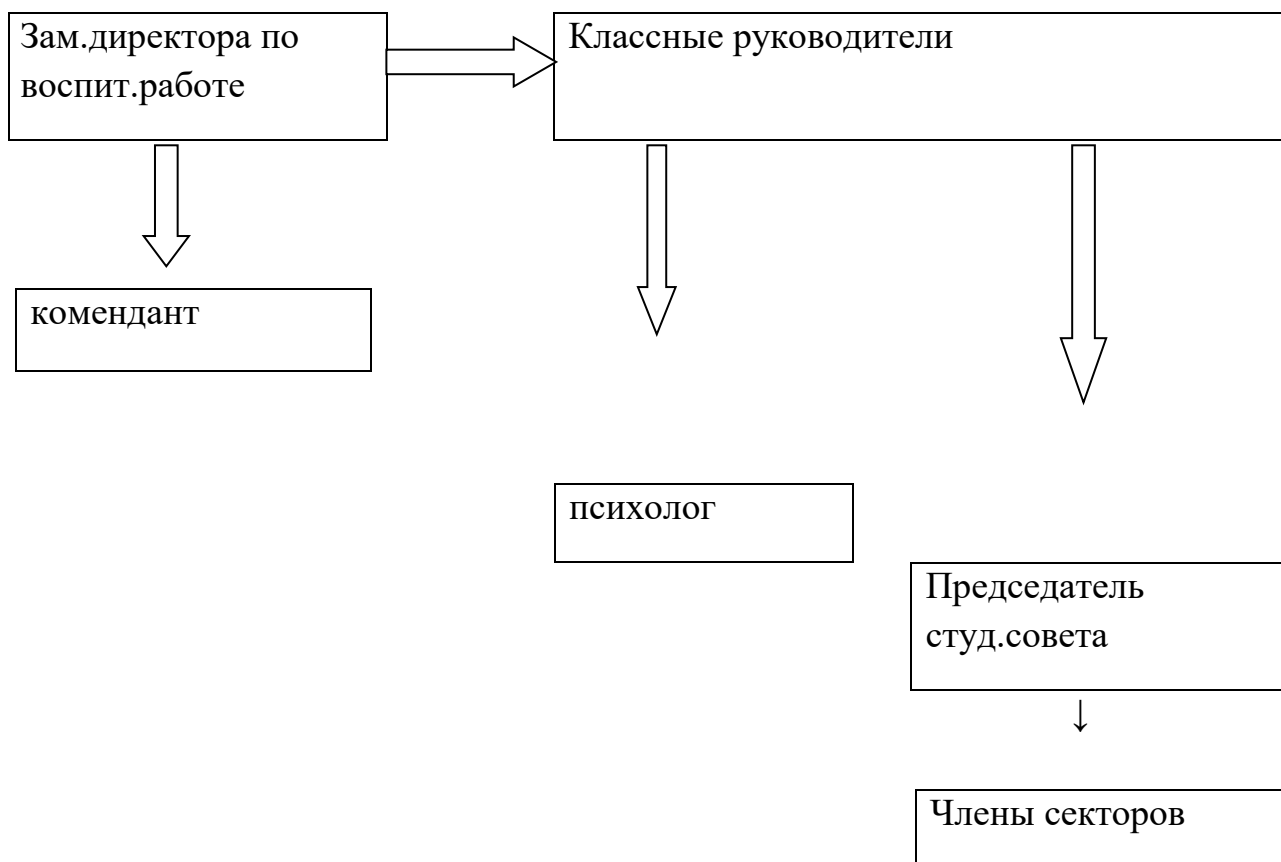 Зам.директора по
воспит.работе
Классные руководители
комендант
психолог
Председатель
студ.совета
↓
Члены секторов